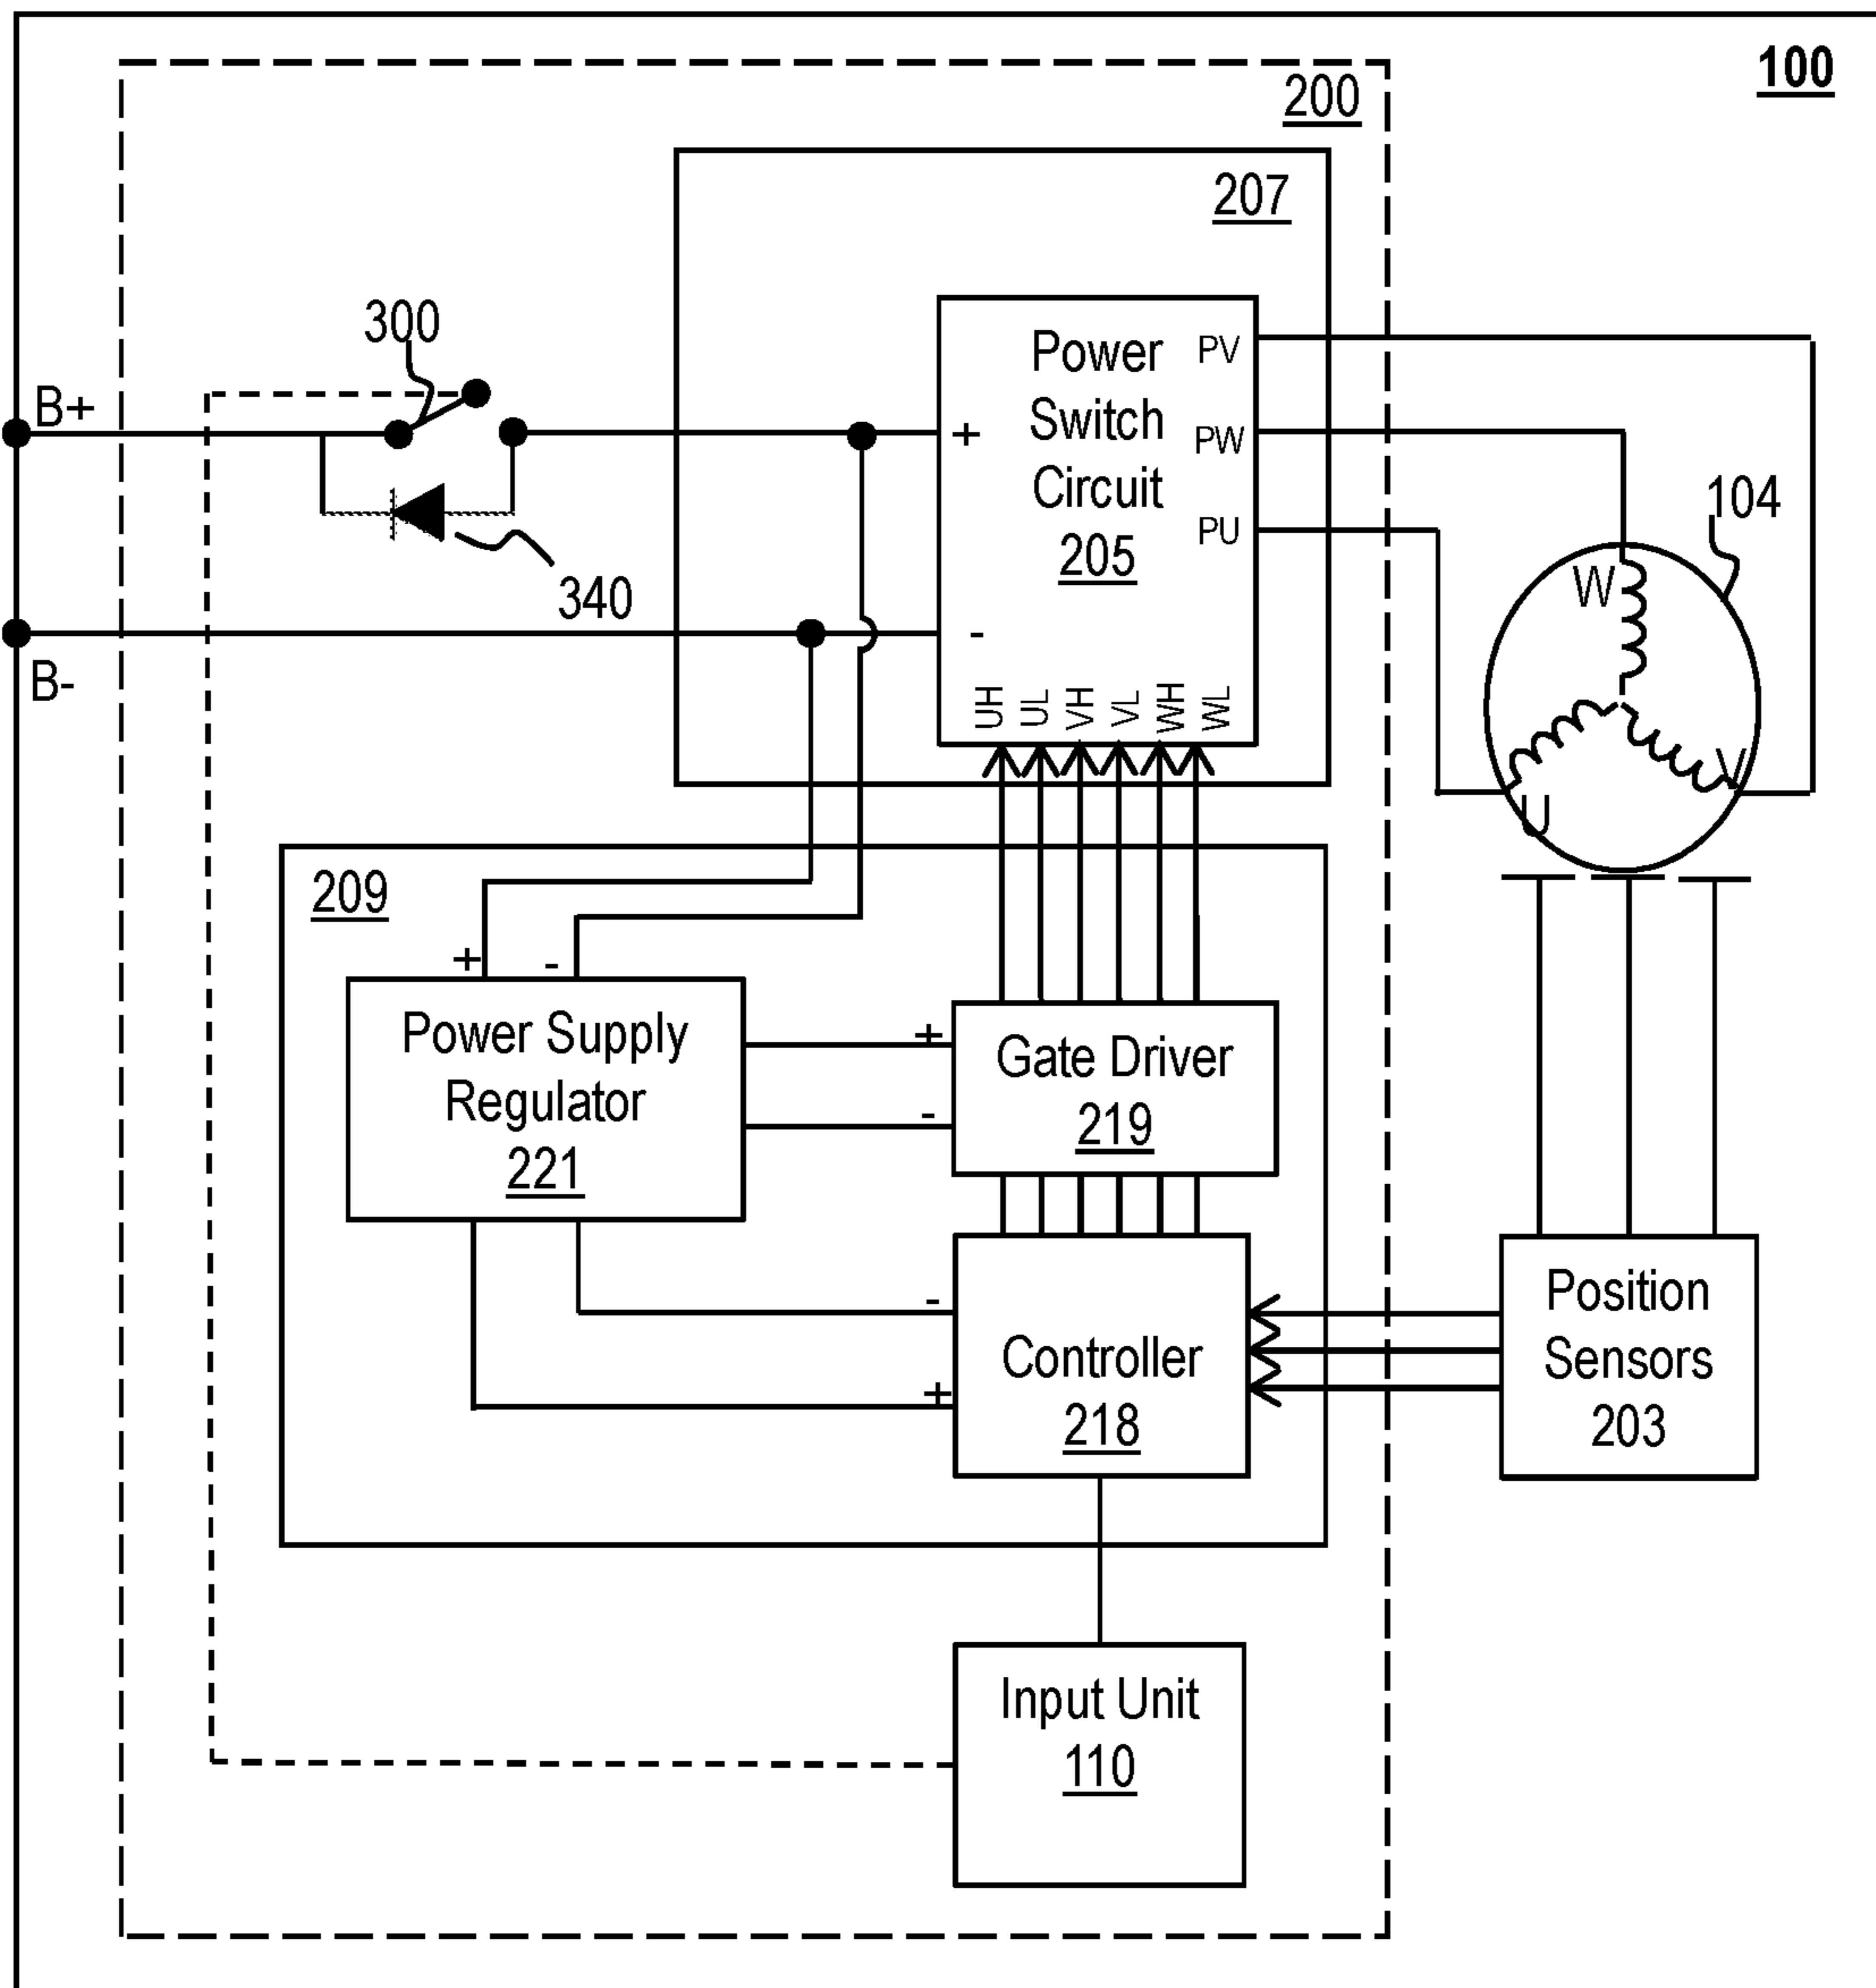 100
200
207
300
B+
340
B-
Power
Switch
Circuit
205
+
-
PV
PW
PU
UH
UL
VH
VL
WH
WL
104
W
U
V
209
+
-
Power Supply
Regulator
221
+
-
Gate Driver
219
-
+
Controller
218
Position
Sensors
203
Input Unit
110